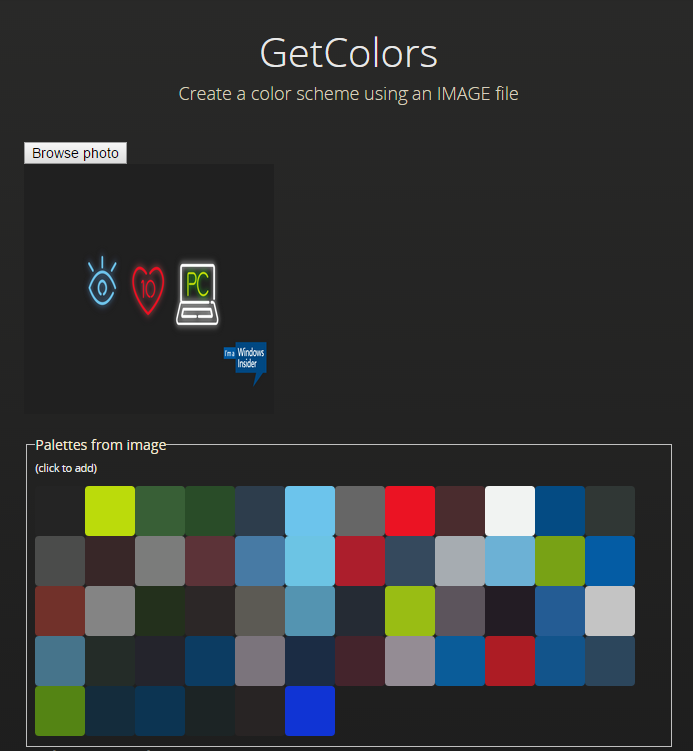 GetColors
Create a color scheme using an IMAGE file
Browse photo
10
PC
I'm a
Windows
Insider
Palettes from image
(click to add)